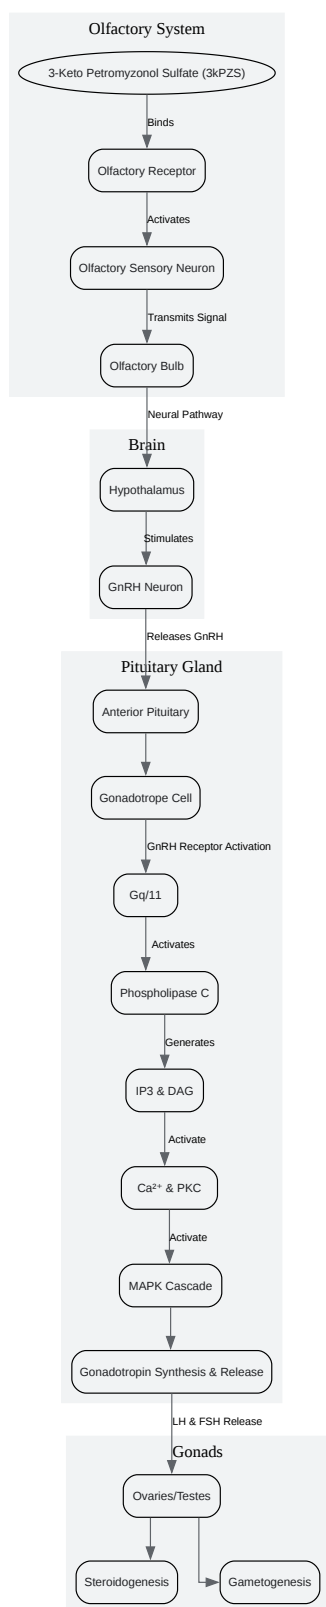 Olfactory System
3-Keto Petromyzonol Sulfate (3kPZS)
Binds
Olfactory Receptor
Activates
Olfactory Sensory Neuron
Transmits Signal
Olfactory Bulb
Neural Pathway
Brain
Hypothalamus
Stimulates
GnRH Neuron
Releases GnRH
Pituitary Gland
Anterior Pituitary
Gonadotrope Cell
GnRH Receptor Activation
Gq/11
Activates
Phospholipase C
Generates
IP3 & DAG
Activate
Ca²⁺ & PKC
Activate
MAPK Cascade
Gonadotropin Synthesis & Release
LH & FSH Release
Gonads
Ovaries/Testes
Steroidogenesis
Gametogenesis